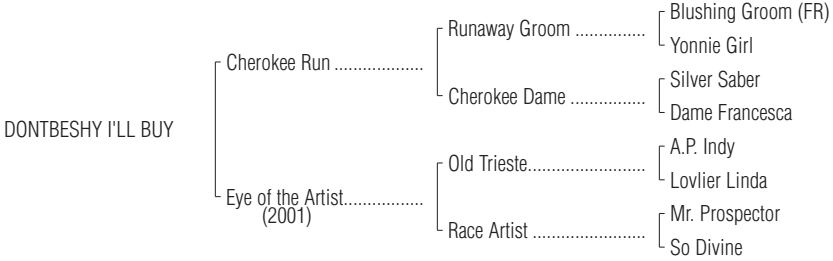 Blushing Groom (FR)
Runaway Groom ...............
Yonnie Girl
Cherokee Run ...................
Silver Saber
Cherokee Dame ................
Dame Francesca
DONTBESHY I'LL BUY
A.P. Indy
Old Trieste.........................
Lovlier Linda
Eye of the Artist.................
(2001)
Mr. Prospector
Race Artist ........................
So Divine